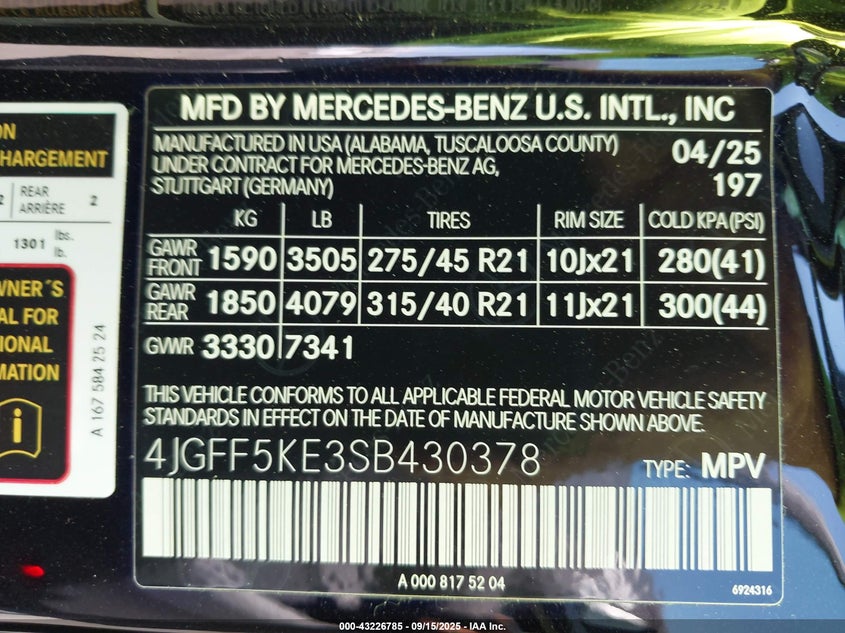 ON
HARGEMENT
2 REAR ARRIÈRE 2
1301 lbs. lb.
WNER´S
AL FOR
IONAL
MATION
A 167 584 25 24
MFD BY MERCEDES-BENZ U.S. INTL., INC
MANUFACTURED IN USA (ALABAMA, TUSCALOOSA COUNTY)
UNDER CONTRACT FOR MERCEDES-BENZ AG,
STUTTGART (GERMANY)
04/25
197
KG LB TIRES RIM SIZE COLD KPA(PSI)
GAWR FRONT 1590 3505 275/45 R21 10Jx21 280(41)
GAWR REAR 1850 4079 315/40 R21 11Jx21 300(44)
GVWR 3330 7341
THIS VEHICLE CONFORMS TO ALL APPLICABLE FEDERAL MOTOR VEHICLE SAFETY
STANDARDS IN EFFECT ON THE DATE OF MANUFACTURE SHOWN ABOVE.
4JGFF5KE3SB430378 TYPE: MPV
A 000 817 52 04
6924316
000-43226785 - 09/15/2025 - IAA Inc.